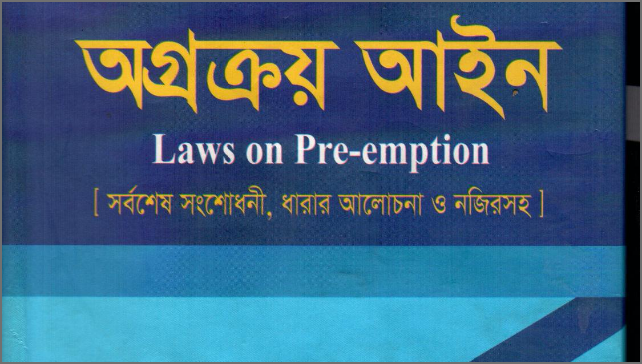 অগ্রক্রয় আইন
Laws on Pre-emption
[ সর্বশেষ সংশোধনী, ধারার আলোচনা ও নজিরসহ ]